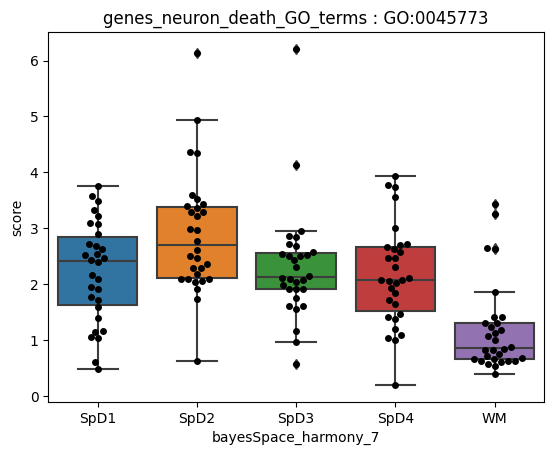 genes_neuron_death_GO_terms : GO:0045773
score
6
5
4
3
2
1
0
SpD1 SpD2 SpD3 SpD4 WM
bayesSpace_harmony_7